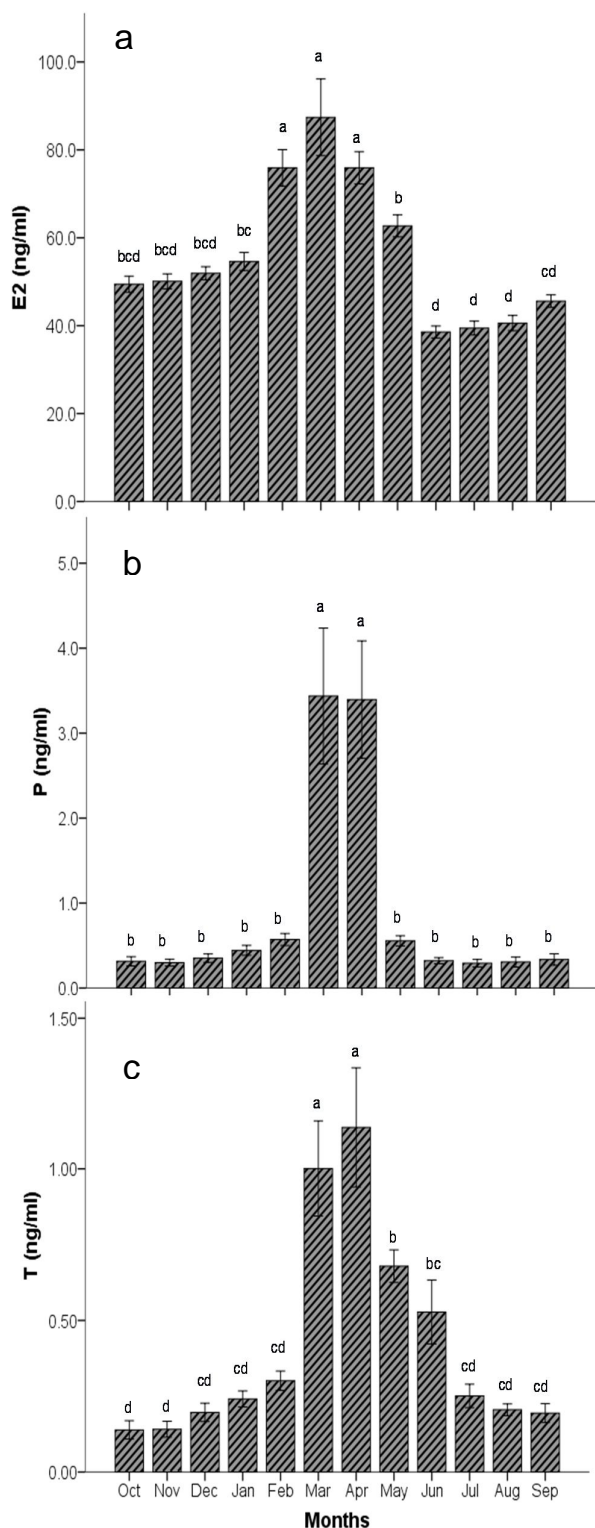 a
100.0
80.0
60.0
40.0
20.0
0.0
E2 (ng/ml)
bcd bcd bcd bc a a a b d d d cd
b
5.0
4.0
3.0
2.0
1.0
0.0
P (ng/ml)
b b b b b a a b b b b b
c
1.50
1.00
0.50
0.00
T (ng/ml)
d d cd cd cd a a b bc cd cd cd
Oct Nov Dec Jan Feb Mar Apr May Jun Jul Aug Sep
Months